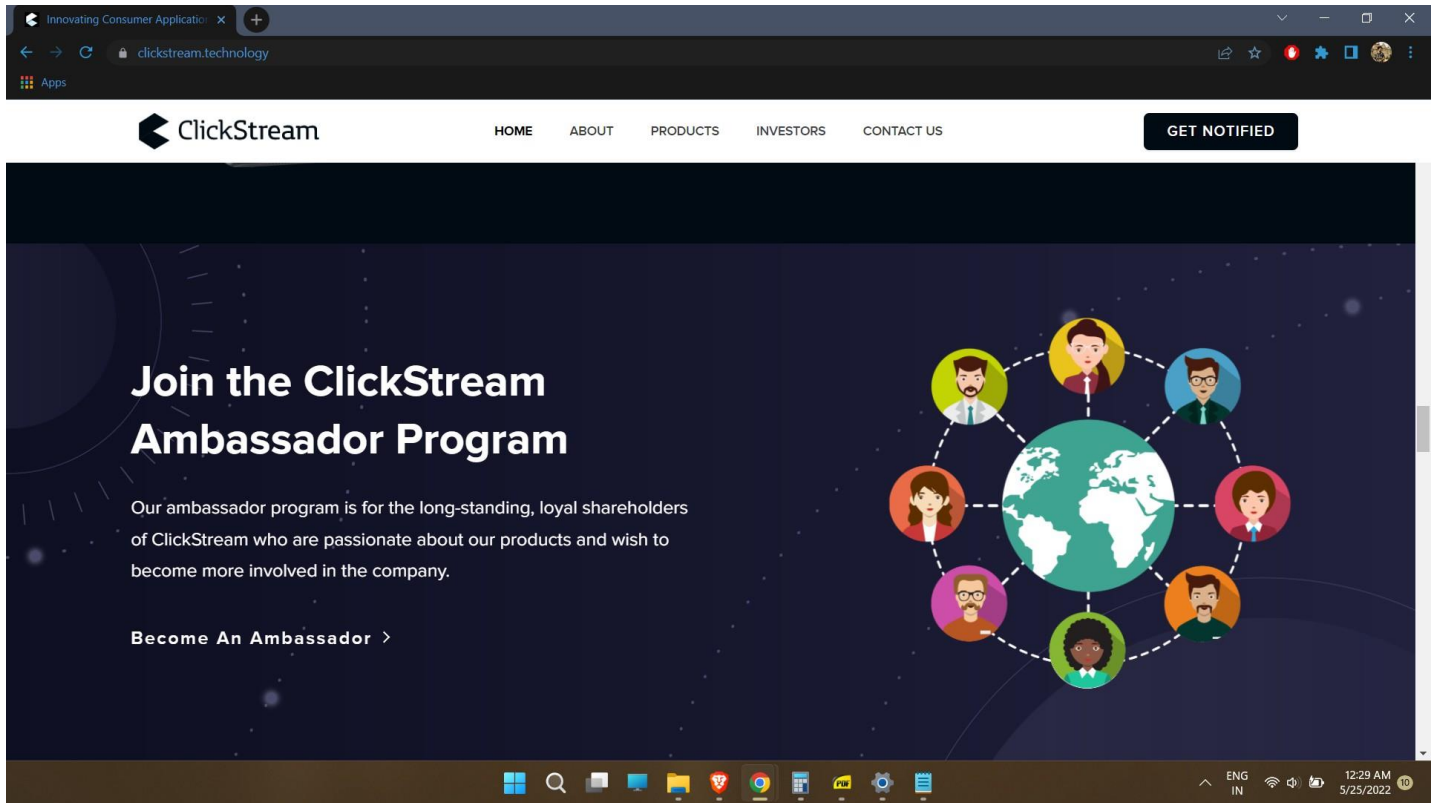 Innovating Consumer Application
clickstream.technology
Apps
ClickStream
HOME
ABOUT
PRODUCTS
INVESTORS
CONTACT US
GET NOTIFIED
Join the ClickStream
Ambassador Program
Our ambassador program is for the long-standing, loyal shareholders
of ClickStream who are passionate about our products and wish to
become more involved in the company.
Become An Ambassador >
PDF
ENG
IN
12:29 AM
5/25/2022
10